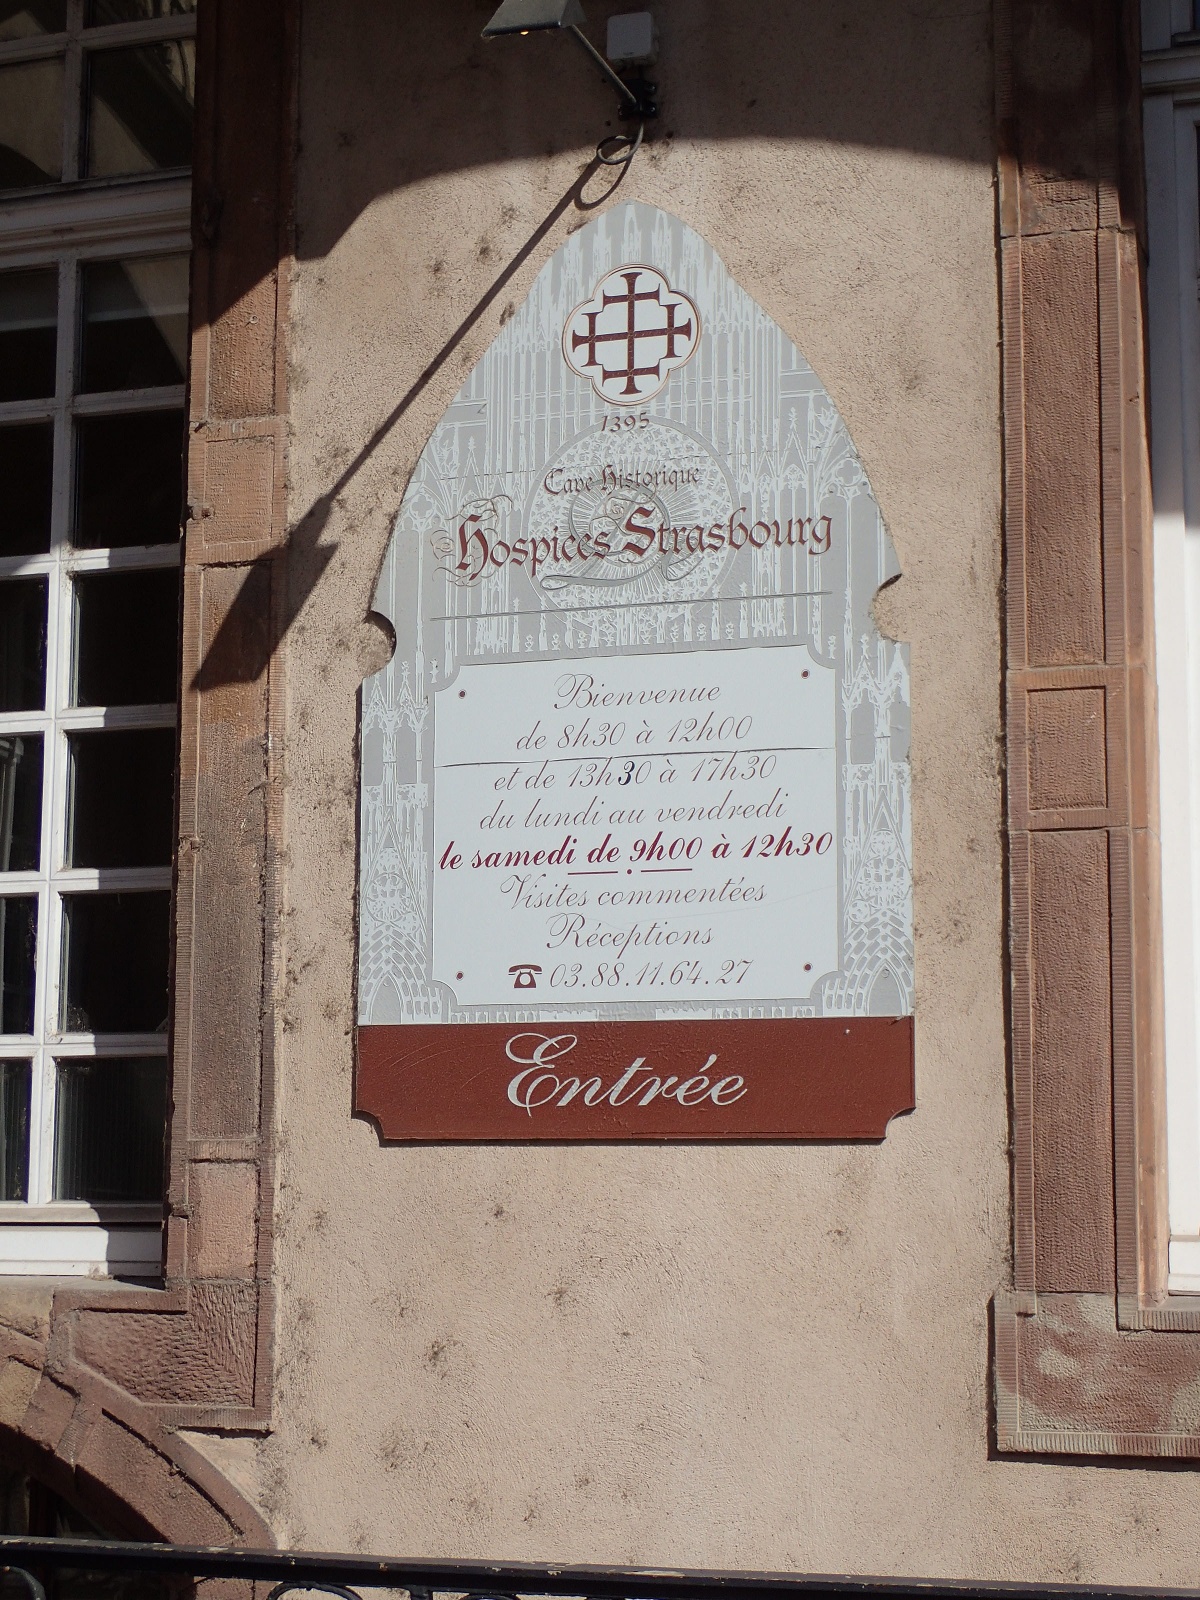 1395
Cave Historique
Hospices Strasbourg
Bienvenue
de 8h30 à 12h00
et de 13h30 à 17h30
du lundi au vendredi
le samedi de 9h00 à 12h30
Visites commentées
Réceptions
☎ 03.88.11.64.27
Entrée